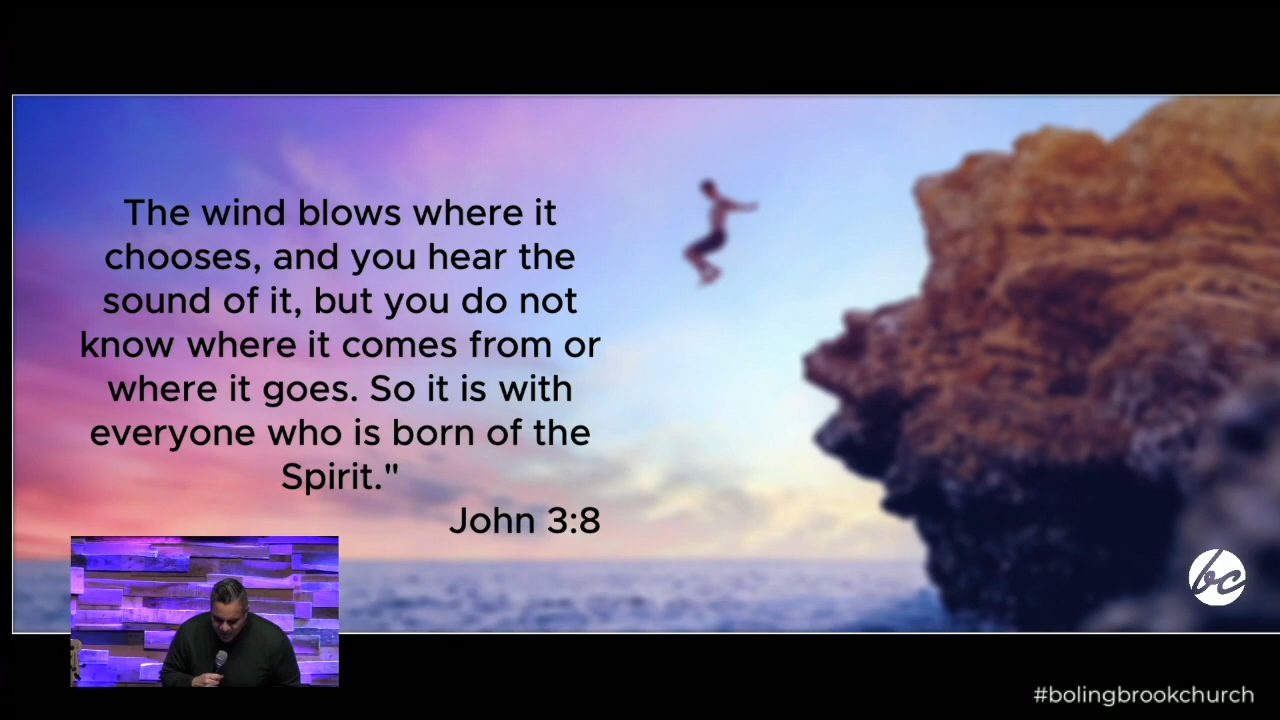 The wind blows where it
chooses, and you hear the
sound of it, but you do not
know where it comes from or
where it goes. So it is with
everyone who is born of the
Spirit."
John 3:8
bc
#bolingbrookchurch